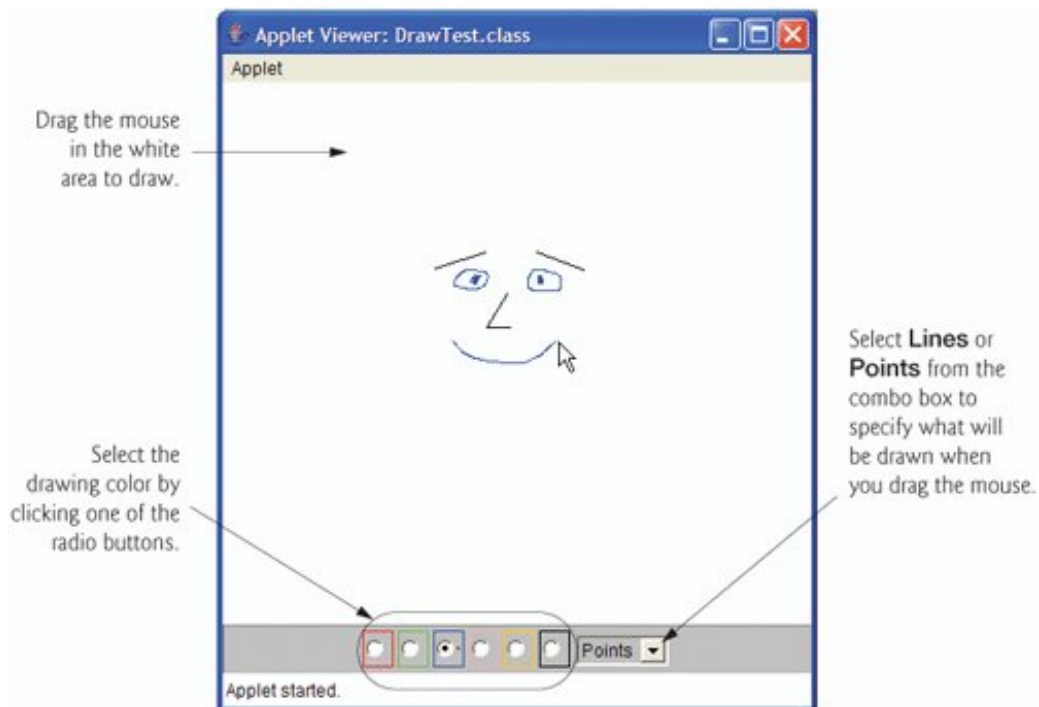 Applet Viewer: DrawTest.class
Applet
Drag the mouse
in the white
area to draw.
Select Lines or
Points from the
combo box to
specify what will
be drawn when
you drag the mouse.
Select the
drawing color by
clicking one of the
radio buttons.
Points
Applet started.